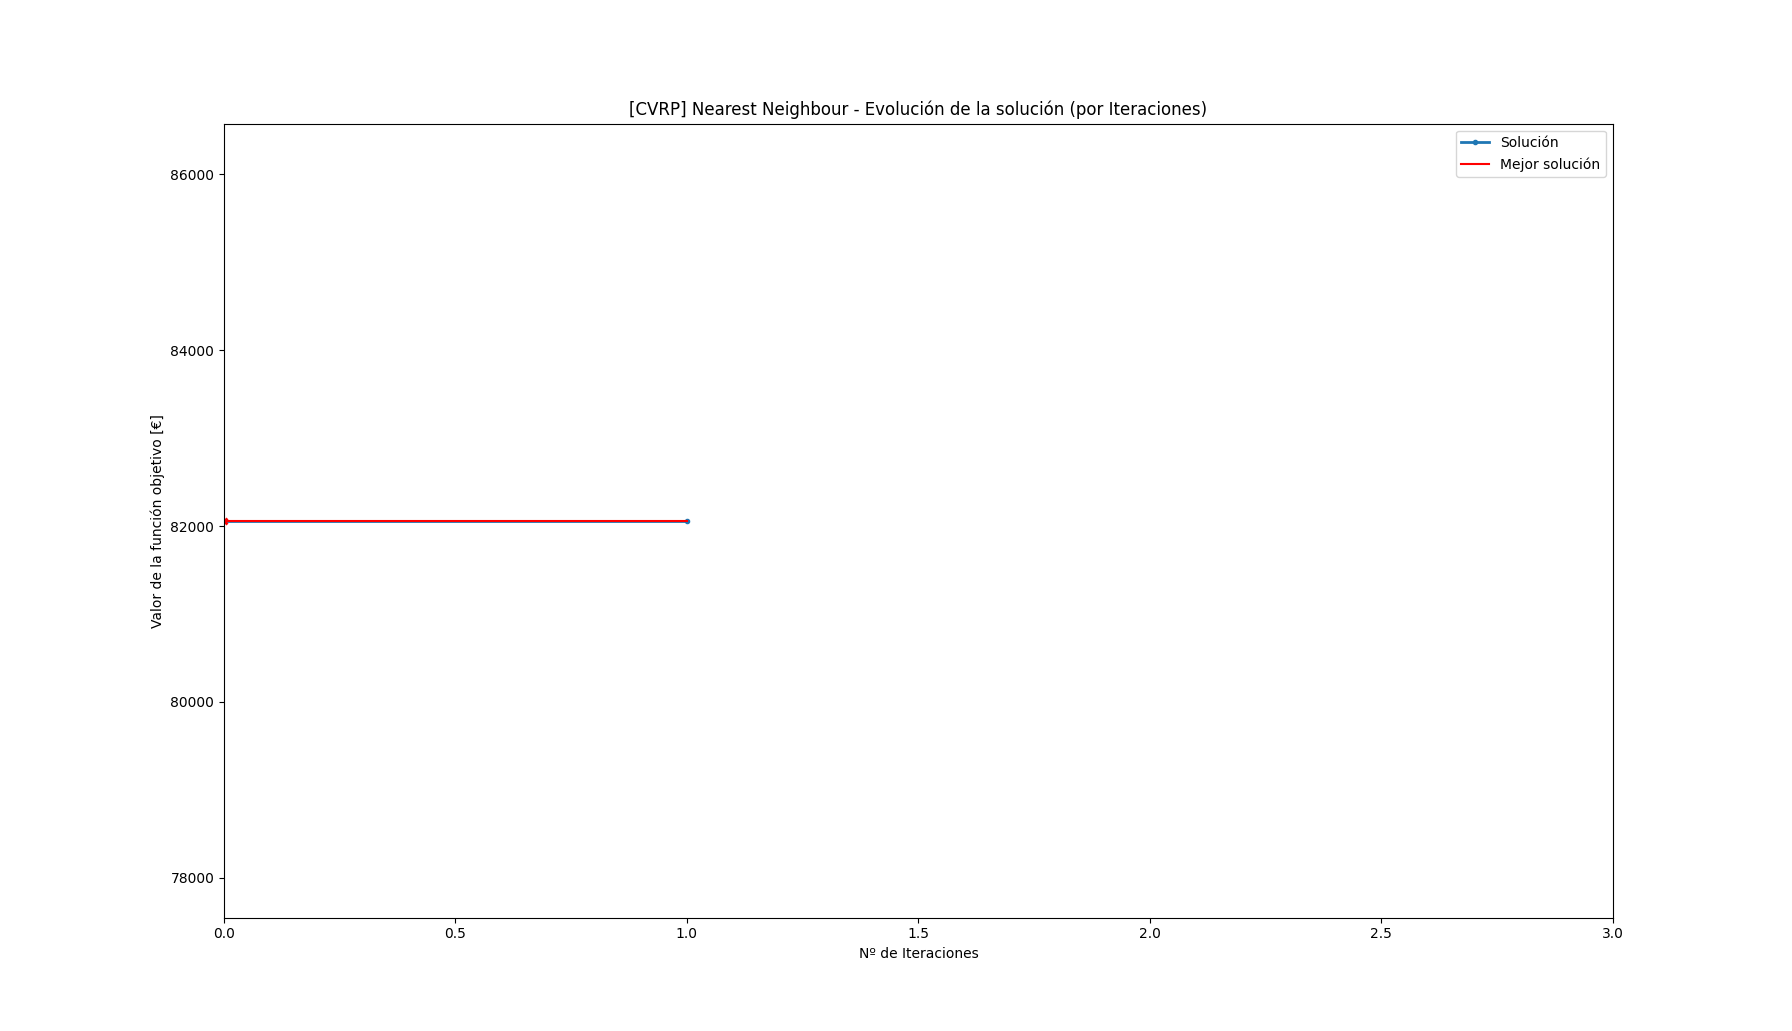 [CVRP] Nearest Neighbour - Evolución de la solución (por Iteraciones)
Solución
Mejor solución
86000
84000
82000
80000
78000
Valor de la función objetivo [€]
0.0
0.5
1.0
1.5
2.0
2.5
3.0
Nº de Iteraciones